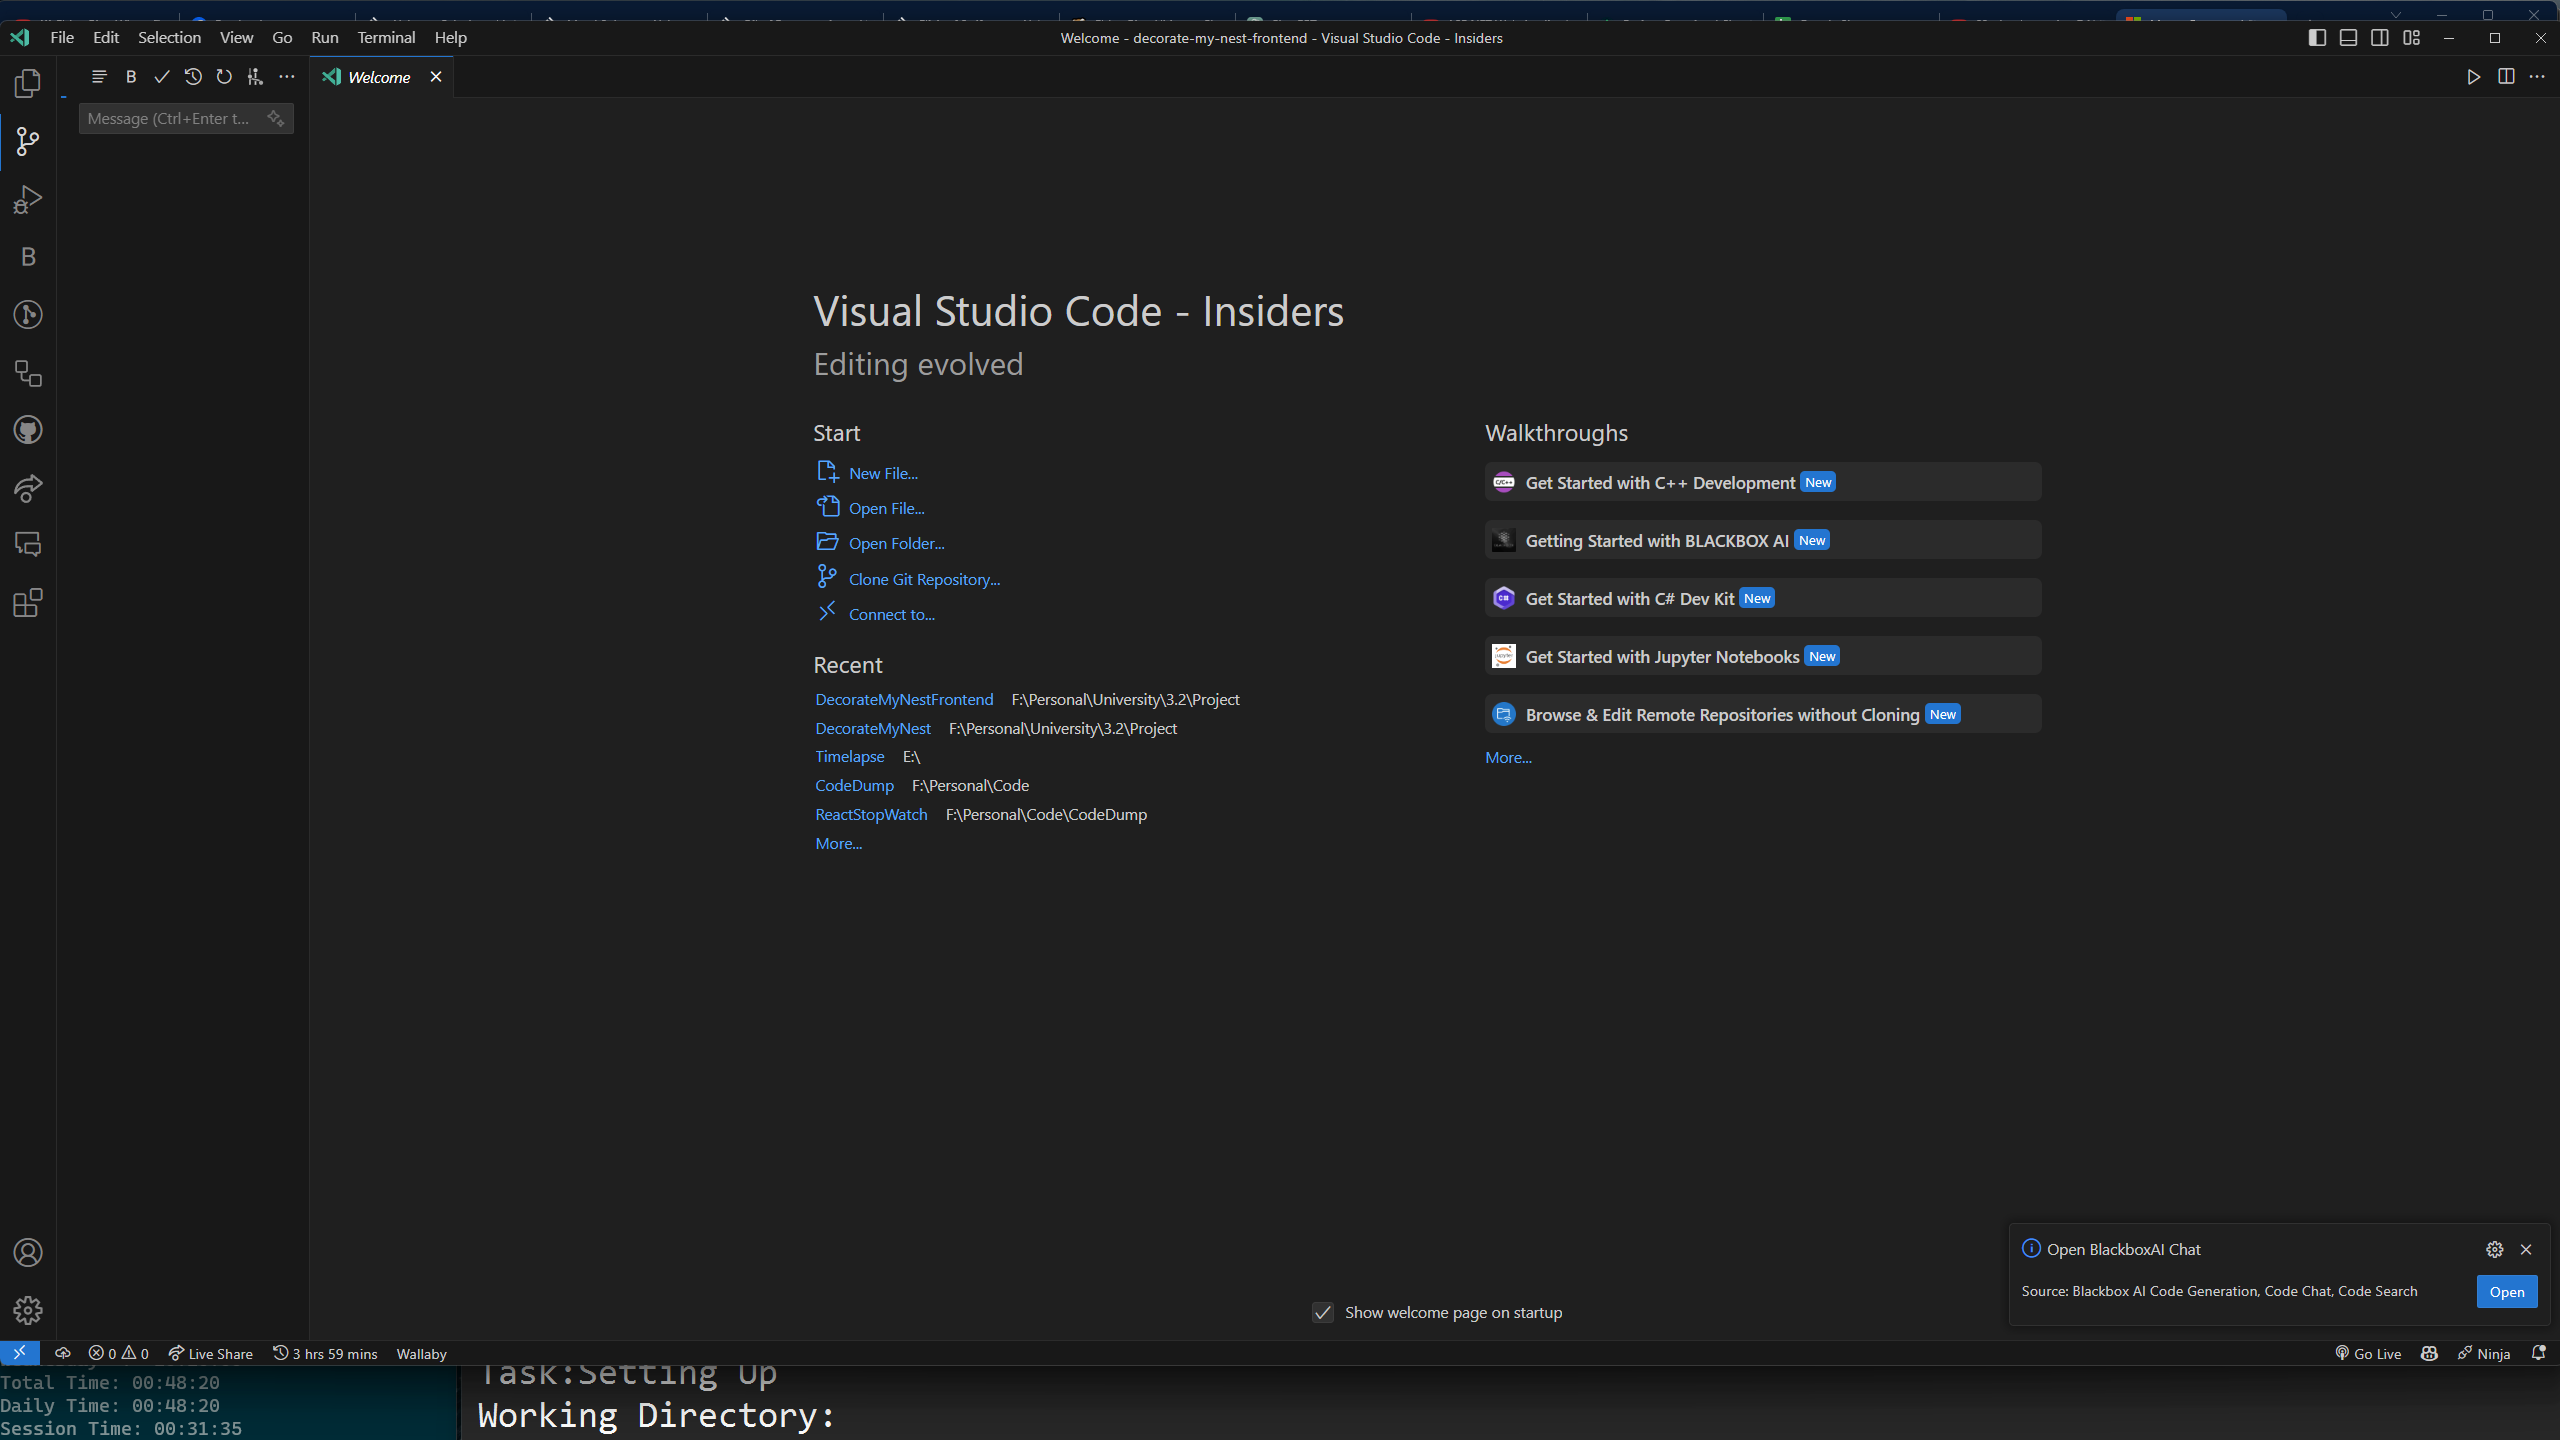 File Edit Selection View Go Run Terminal Help
Welcome - decorate-my-nest-frontend - Visual Studio Code - Insiders
B
Welcome
Message (Ctrl+Enter t...
B
Visual Studio Code - Insiders
Editing evolved
Start
New File...
Open File...
Open Folder...
Clone Git Repository...
Connect to...
Recent
DecorateMyNestFrontend F:\Personal\University\3.2\Project
DecorateMyNest F:\Personal\University\3.2\Project
Timelapse E:\
CodeDump F:\Personal\Code
ReactStopWatch F:\Personal\Code\CodeDump
More...
Walkthroughs
Get Started with C++ Development New
Getting Started with BLACKBOX AI New
Get Started with C# Dev Kit New
Get Started with Jupyter Notebooks New
Browse & Edit Remote Repositories without Cloning New
More...
Show welcome page on startup
Open BlackboxAI Chat
Source: Blackbox AI Code Generation, Code Chat, Code Search
Open
0 0 Live Share 3 hrs 59 mins Wallaby
Go Live Ninja
Total Time: 00:48:20
Daily Time: 00:48:20
Session Time: 00:31:35
Task:Setting Up
Working Directory: